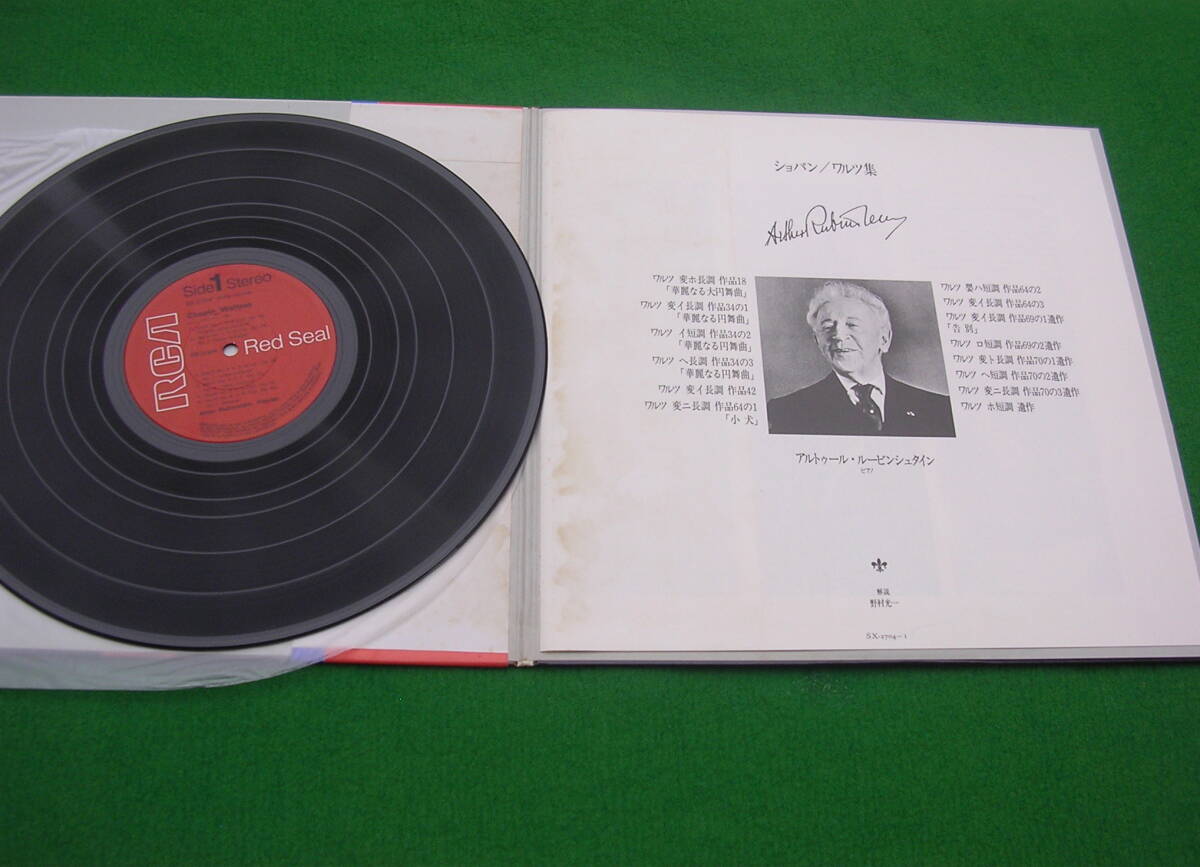 Side 1 Stereo
Chopin Waltzes
RCA
Red Seal
ショパン/ワルツ集
Arthur Rubinstein
ワルツ 変ホ長調 作品18
「華麗なる大円舞曲」
ワルツ 変イ長調 作品34の1
「華麗なる円舞曲」
ワルツ イ短調 作品34の2
「華麗なる円舞曲」
ワルツ ヘ長調 作品34の3
「華麗なる円舞曲」
ワルツ 変イ長調 作品42
ワルツ 変ニ長調 作品64の1
「小 犬」
ワルツ 嬰ハ短調 作品64の2
ワルツ 変イ長調 作品64の3
ワルツ 変イ長調 作品69の1遺作
「告 別」
ワルツ ロ短調 作品69の2遺作
ワルツ 変ト長調 作品70の1遺作
ワルツ ヘ短調 作品70の2遺作
ワルツ 変ニ長調 作品70の3遺作
ワルツ ホ短調 遺作
アルトゥール・ルービンシュタイン
ピアノ
解説
野村光一
SX-2704-1